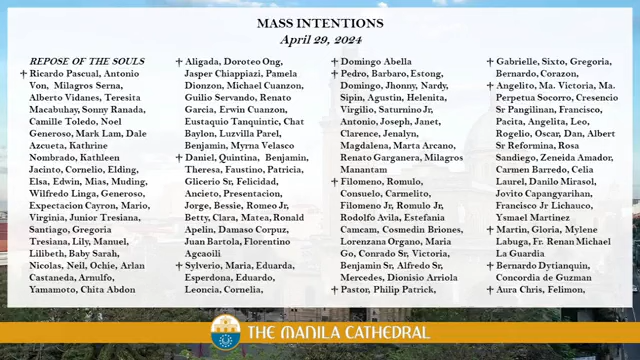 MASS INTENTIONS
April 29, 2024
REPOSE OF THE SOULS
✝ Ricardo Pascual, Antonio
Von, Milagros Serna,
Alberto Vidanes, Teresita
Macabuhay, Sonny Ranada,
Camille Toledo, Noel
Generoso, Mark Lam, Dale
Azcueta, Kathrine
Nombrado, Kathleen
Jacinto, Cornelio, Elding,
Elsa, Edwin, Mias, Muding,
Wilfredo Linga, Generoso,
Expectacion Cayron, Mario,
Virginia, Junior Tresiana,
Santiago, Gregoria
Tresiana, Lily, Manuel,
Lilibeth, Baby Sarah,
Nicolas, Neil, Ochie, Arlan
Castaneda, Arnulfo,
Yamamoto, Chita Abdon
✝ Aligada, Doroteo Ong,
Jasper Chiappiazi, Pamela
Dionzon, Michael Cuanzon,
Guilio Servando, Renato
Garcia, Erwin Cuanzon,
Eustaquio Tanquintic, Chat
Baylon, Luzvilla Parel,
Benjamin, Myrna Velasco
✝ Daniel, Quintina, Benjamin,
Theresa, Faustino, Patricia,
Glicerio Sr, Felicidad,
Ancieto, Presentacion,
Jorge, Bessie, Romeo Jr,
Betty, Clara, Matea, Ronald
Apelin, Damaso Corpuz,
Juan Bartola, Florentino
Agcaoili
✝ Sylverio, Maria, Eduarda,
Esperdona, Eduardo,
Leoncia, Cornelia,
✝ Domingo Abella
✝ Pedro, Barbaro, Estong,
Domingo, Jhonny, Nardy,
Sipin, Agustin, Helenita,
Virgilio, Saturnino Jr,
Antonio, Joseph, Janet,
Clarence, Jenalyn,
Magdalena, Marta Arcano,
Renato Garganera, Milagros
Manantam
✝ Filomeno, Romulo,
Consuelo, Carmelito,
Filomeno Jr, Romulo Jr,
Rodolfo Avila, Estefania
Camcam, Cosmedin Briones,
Lorenzana Organo, Maria
Go, Conrado Sr, Victoria,
Benjamin Sr, Alfredo Sr,
Mercedes, Dionisio Arriola
✝ Pastor, Philip Patrick,
✝ Gabrielle, Sixto, Gregoria,
Bernardo, Corazon,
✝ Angelito, Ma. Victoria, Ma.
Perpetua Socorro, Cresencio
Sr Pangilinan, Francisco,
Pacita, Angelita, Leo,
Rogelio, Oscar, Dan, Albert
Sr Reformina, Rosa
Sandiego, Zeneida Amador,
Carmen Barredo, Celia
Laurel, Danilo Mirasol,
Jovito Capangyarihan,
Francisco Jr Lichauco,
Ysmael Martinez
✝ Martin, Gloria, Mylene
Labuga, Fr. Renan Michael
La Guardia
✝ Bernardo Dytianquin,
Concordia de Guzman
✝ Aura Chris, Felimon,
THE MANILA CATHEDRAL